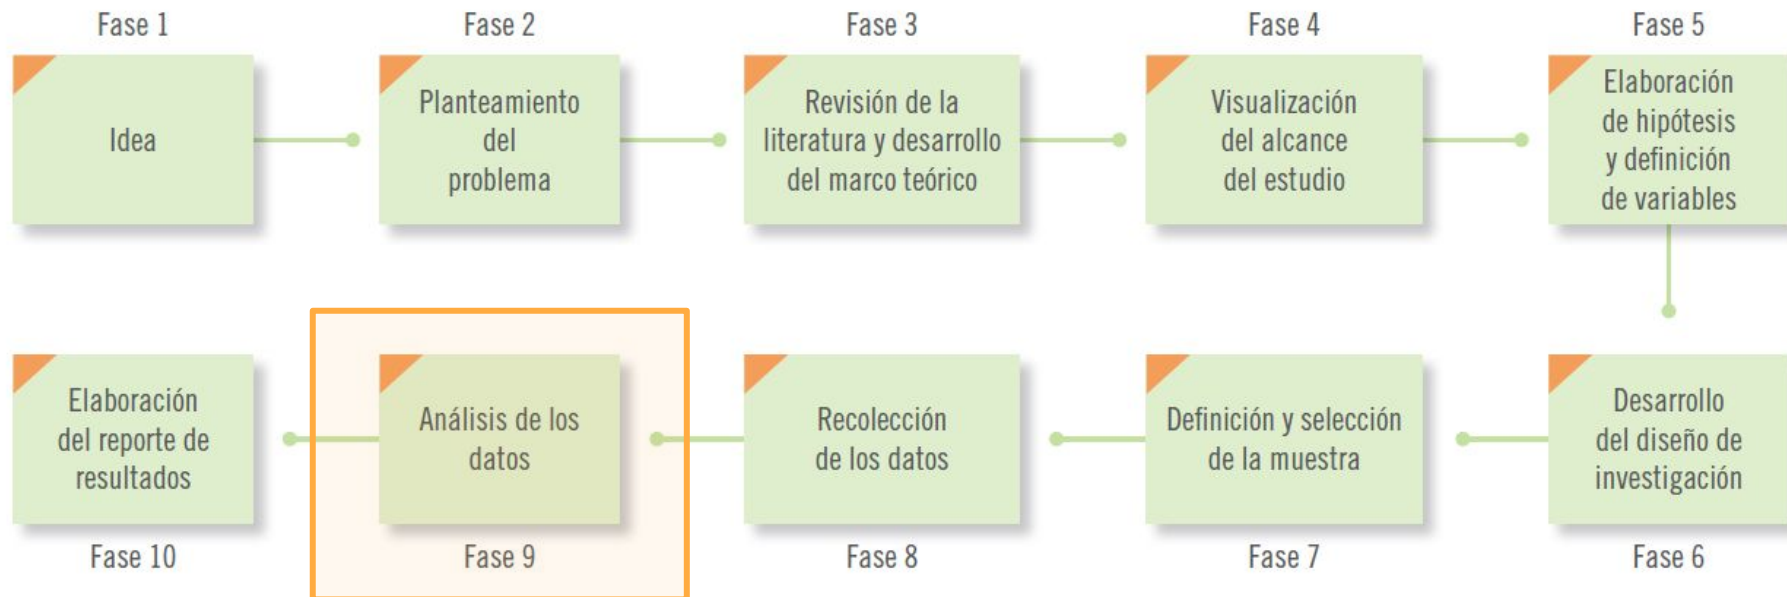 Fase 1
Idea
Fase 2
Planteamiento
del
problema
Fase 3
Revisión de la
literatura y desarrollo
del marco teórico
Fase 4
Visualización
del alcance
del estudio
Fase 5
Elaboración
de hipótesis
y definición
de variables
Desarrollo
del diseño de
investigación
Fase 6
Definición y selección
de la muestra
Fase 7
Recolección
de los datos
Fase 8
Análisis de los
datos
Fase 9
Elaboración
del reporte de
resultados
Fase 10